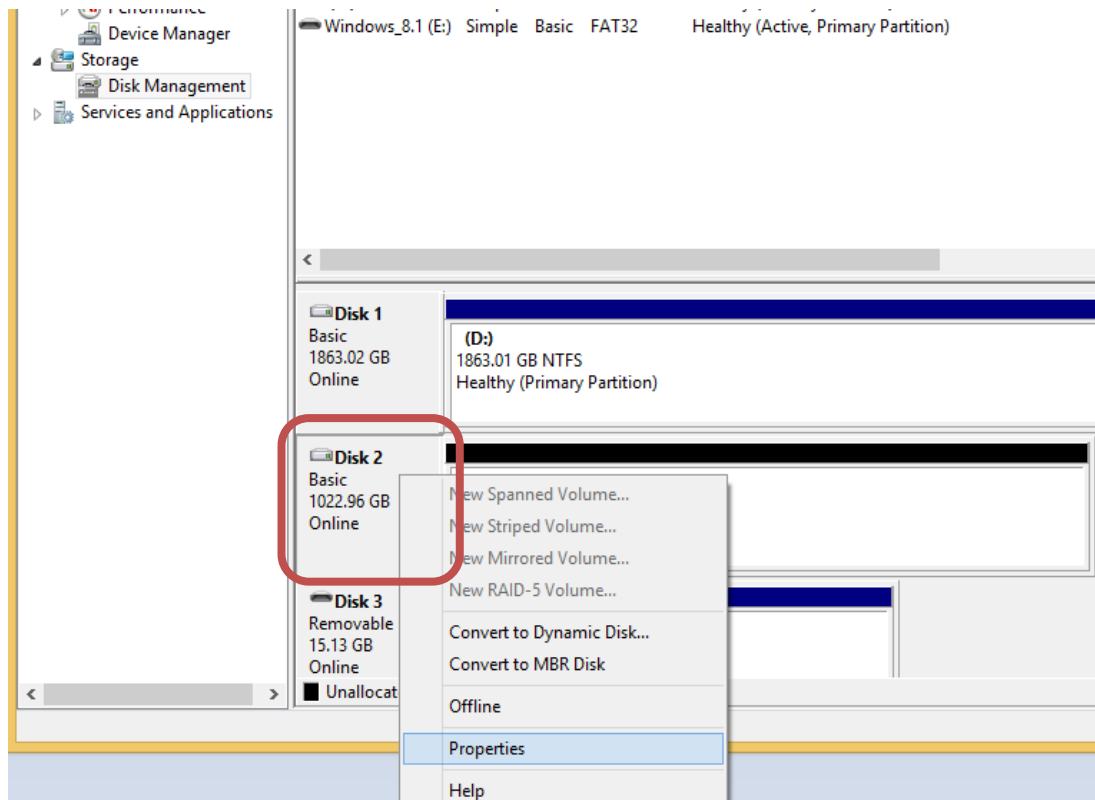 Device Manager
Storage
Disk Management
Services and Applications
Windows_8.1 (E:) Simple Basic FAT32 Healthy (Active, Primary Partition)
Disk 1
Basic
1863.02 GB
Online
(D:)
1863.01 GB NTFS
Healthy (Primary Partition)
Disk 2
Basic
1022.96 GB
Online
New Spanned Volume...
New Striped Volume...
New Mirrored Volume...
New RAID-5 Volume...
Convert to Dynamic Disk...
Convert to MBR Disk
Offline
Properties
Help
Disk 3
Removable
15.13 GB
Online
Unallocat